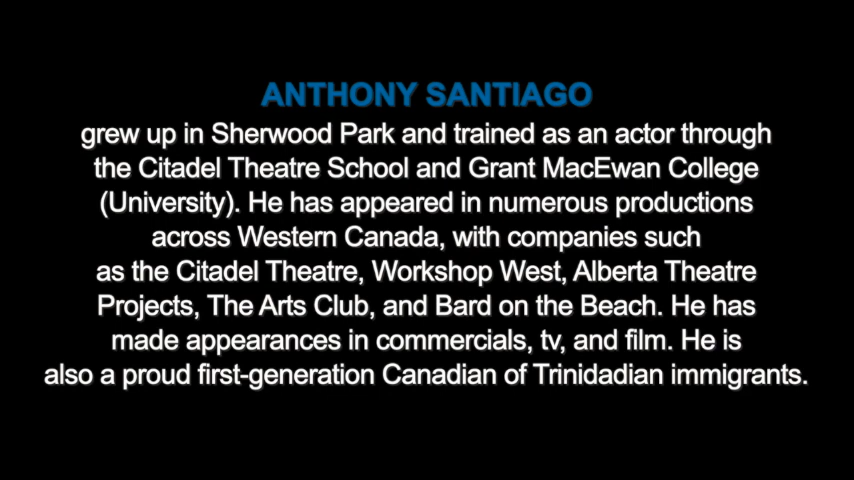 ANTHONY SANTIAGO
grew up in Sherwood Park and trained as an actor through
the Citadel Theatre School and Grant MacEwan College
(University). He has appeared in numerous productions
across Western Canada, with companies such
as the Citadel Theatre, Workshop West, Alberta Theatre
Projects, The Arts Club, and Bard on the Beach. He has
made appearances in commercials, tv, and film. He is
also a proud first-generation Canadian of Trinidadian immigrants.